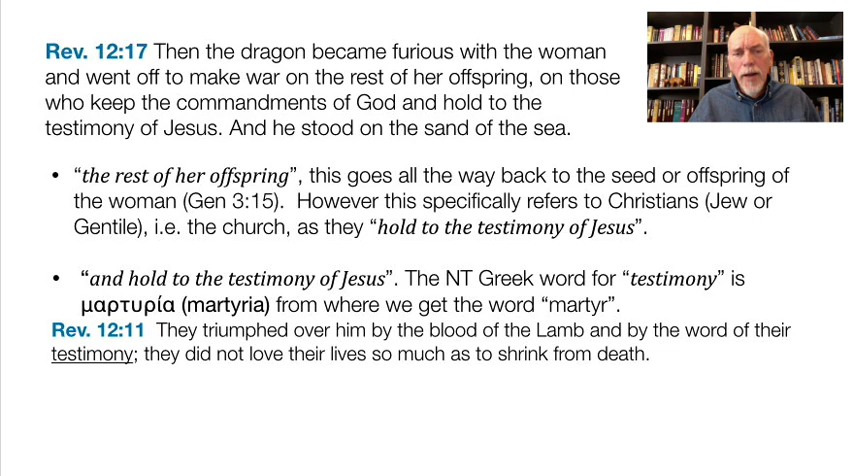 Rev. 12:17 Then the dragon became furious with the woman
and went off to make war on the rest of her offspring, on those
who keep the commandments of God and hold to the
testimony of Jesus. And he stood on the sand of the sea.
• “the rest of her offspring”, this goes all the way back to the seed or offspring of
the woman (Gen 3:15). However this specifically refers to Christians (Jew or
Gentile), i.e. the church, as they “hold to the testimony of Jesus”.
• “and hold to the testimony of Jesus”. The NT Greek word for “testimony” is
μαρτυρία (martyria) from where we get the word “martyr”.
Rev. 12:11 They triumphed over him by the blood of the Lamb and by the word of their
testimony; they did not love their lives so much as to shrink from death.